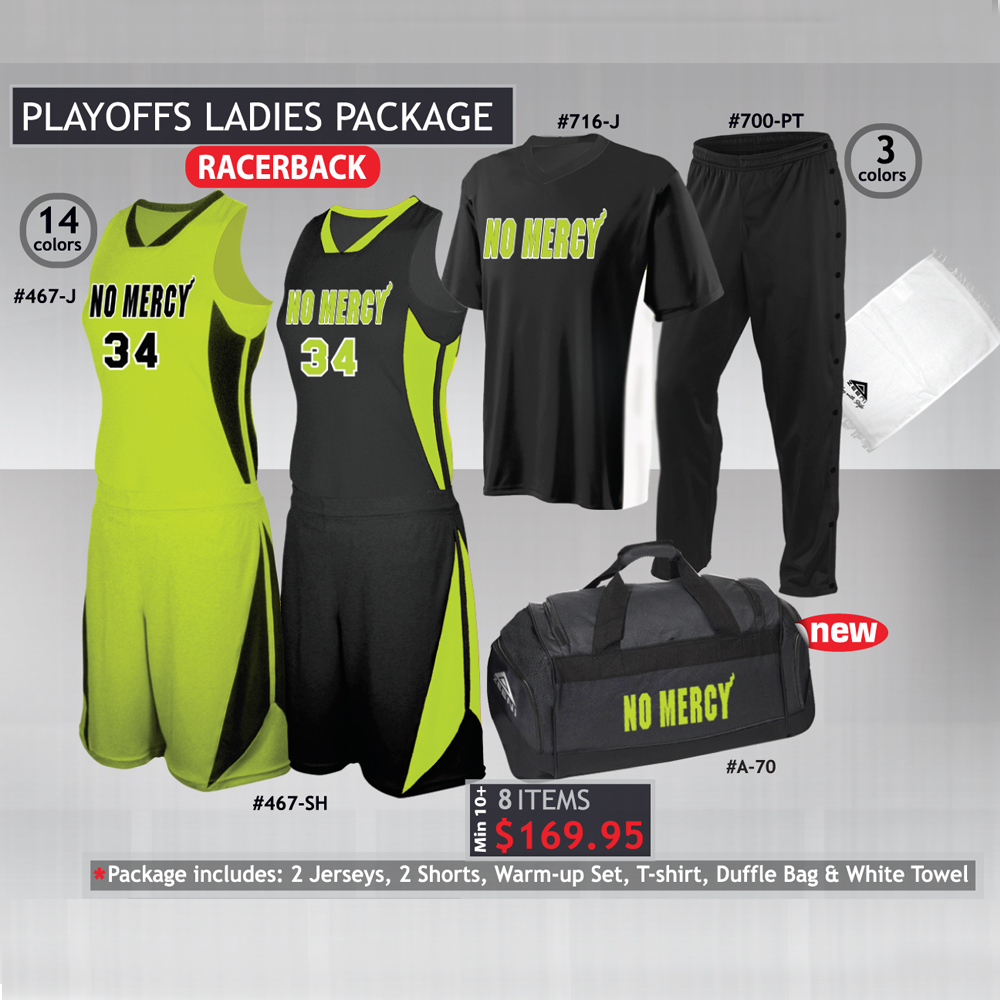 PLAYOFFS LADIES PACKAGE
RACERBACK
#716-J
#700-PT
3
colors
14
colors
#467-J
NO MERCY
34
NO MERCY
34
NO MERCY
new
NO MERCY
#A-70
#467-SH
Min 10+
8 ITEMS
$169.95
*Package includes: 2 Jerseys, 2 Shorts, Warm-up Set, T-shirt, Duffle Bag & White Towel